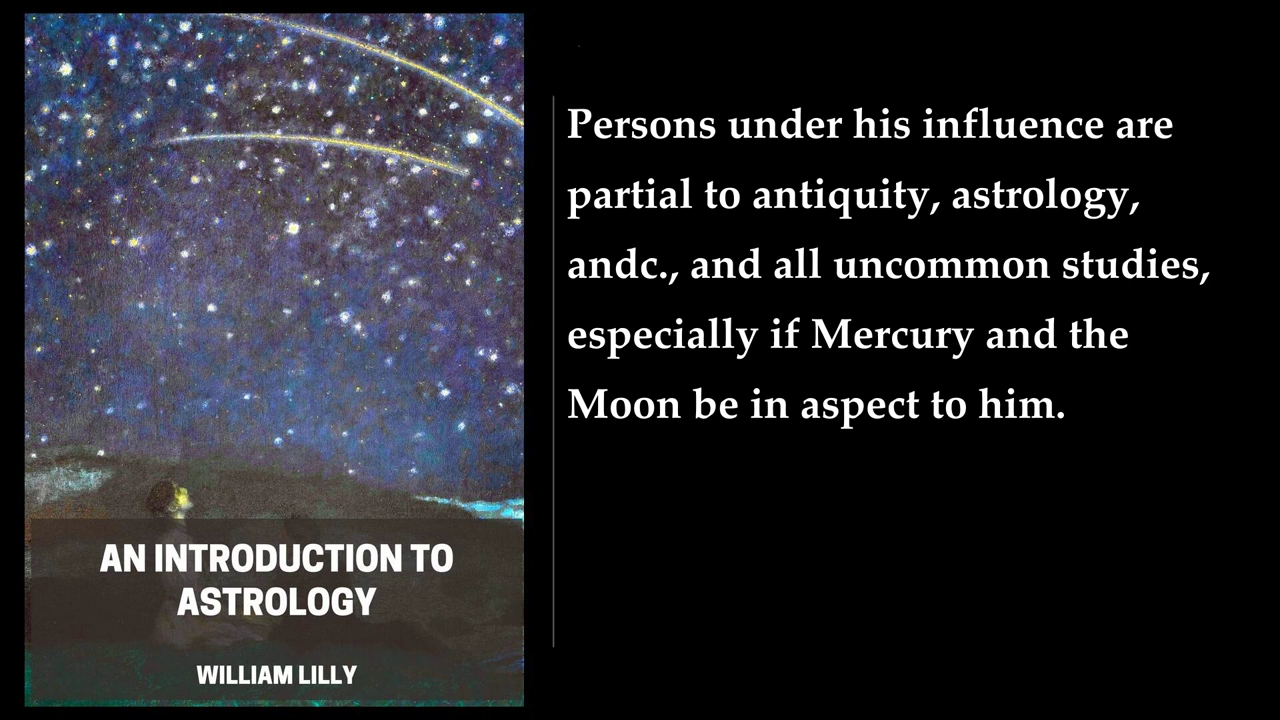 Persons under his influence are
partial to antiquity, astrology,
andc., and all uncommon studies,
especially if Mercury and the
Moon be in aspect to him.
AN INTRODUCTION TO
ASTROLOGY
WILLIAM LILLY